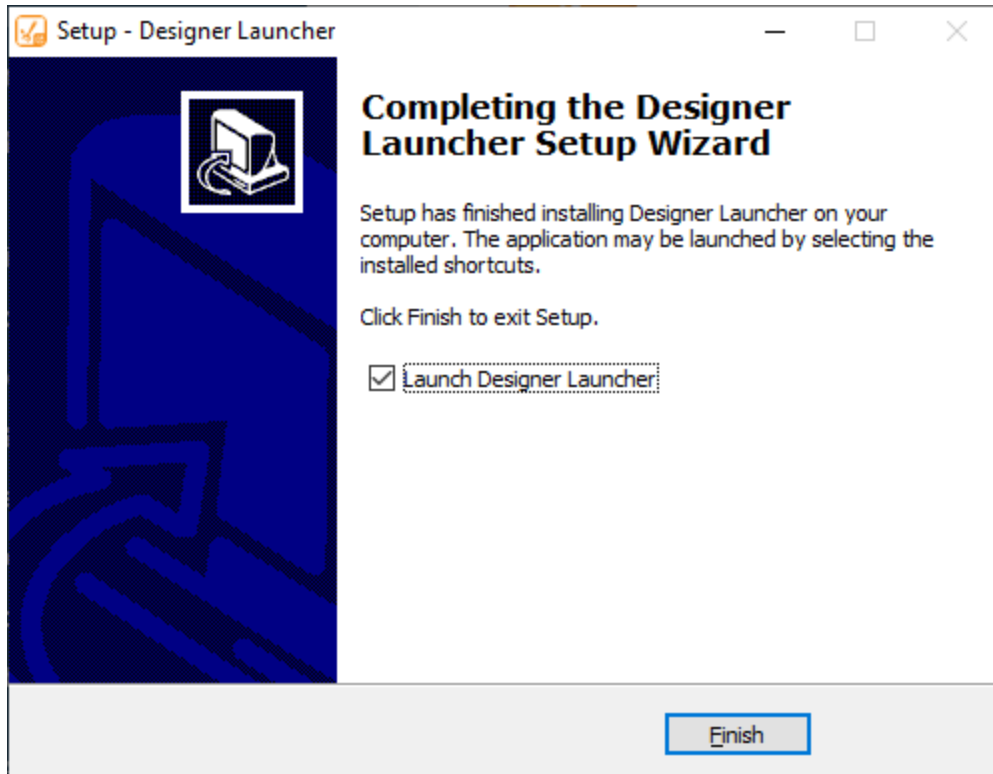 Setup - Designer Launcher
Completing the Designer
Launcher Setup Wizard
Setup has finished installing Designer Launcher on your
computer. The application may be launched by selecting the
installed shortcuts.
Click Finish to exit Setup.
Launch Designer Launcher
Finish